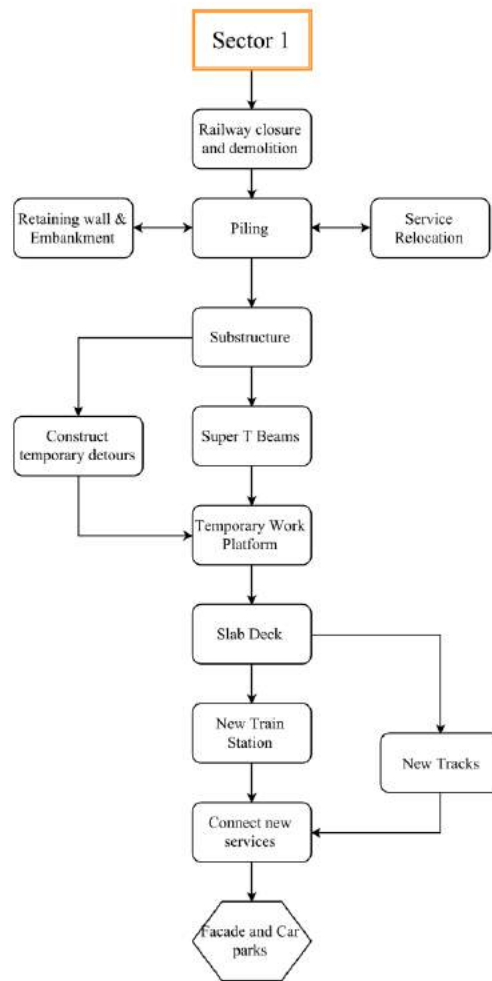 Sector 1
Railway closure
and demolition
Retaining wall &
Embankment
Piling
Service
Relocation
Substructure
Construct
temporary detours
Super T Beams
Temporary Work
Platform
Slab Deck
New Train
Station
New Tracks
Connect new
services
Facade and Car
parks